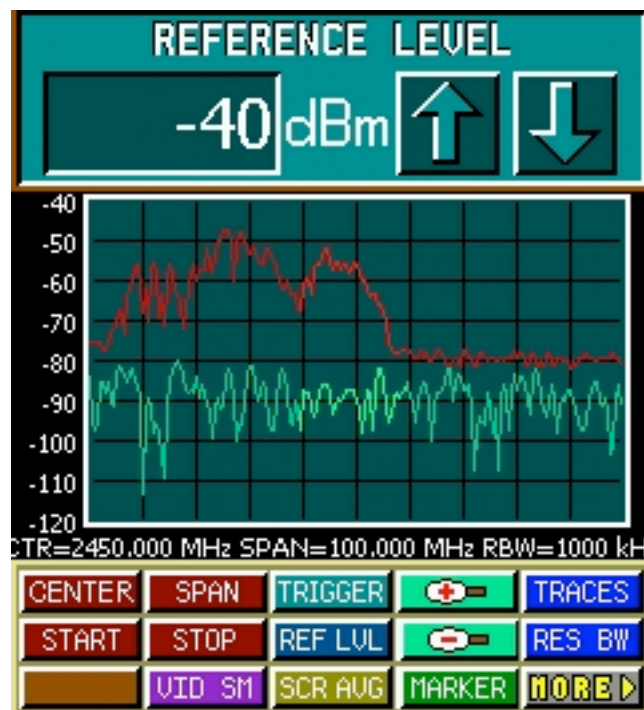 REFERENCE LEVEL
-40 dBm
-40
-50
-60
-70
-80
-90
-100
-110
-120
CTR=2450.000 MHz SPAN=100.000 MHz RBW=1000 kH
CENTER SPAN TRIGGER TRACES
START STOP REF LVL RES BW
VID SM SCR AVG MARKER MORE